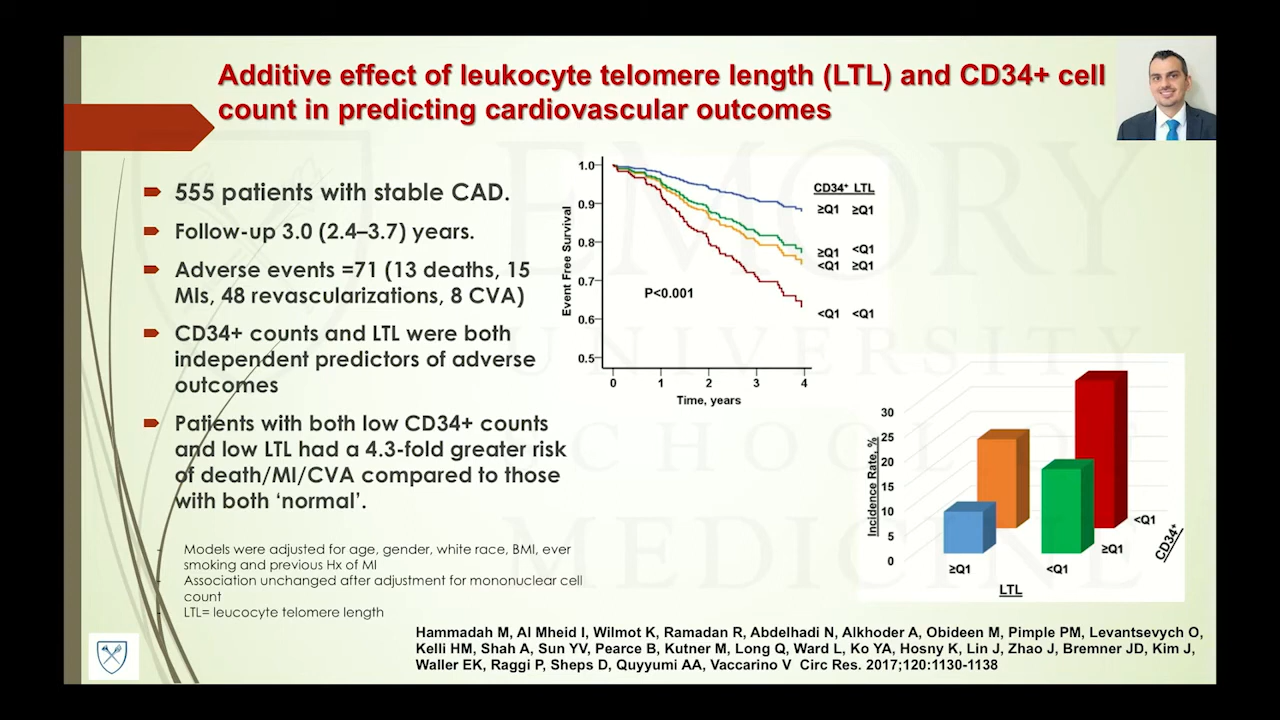 Additive effect of leukocyte telomere length (LTL) and CD34+ cell
count in predicting cardiovascular outcomes
555 patients with stable CAD.
Follow-up 3.0 (2.4–3.7) years.
Adverse events =71 (13 deaths, 15
MIs, 48 revascularizations, 8 CVA)
CD34+ counts and LTL were both
independent predictors of adverse
outcomes
Patients with both low CD34+ counts
and low LTL had a 4.3-fold greater risk
of death/MI/CVA compared to those
with both ‘normal’.
Models were adjusted for age, gender, white race, BMI, ever
smoking and previous Hx of MI
Association unchanged after adjustment for mononuclear cell
count
LTL= leucocyte telomere length
Event Free Survival
1.0
0.9
0.8
0.7
0.6
0.5
P<0.001
0 1 2 3 4
Time, years
CD34+ LTL
≥Q1 ≥Q1
≥Q1 <Q1
<Q1 ≥Q1
<Q1 <Q1
Incidence Rate, %
30
25
20
15
10
5
0
≥Q1 <Q1
LTL
<Q1
≥Q1
CD34+
EMORY
UNIVERSITY
SCHOOL OF
MEDICINE
Hammadah M, Al Mheid I, Wilmot K, Ramadan R, Abdelhadi N, Alkhoder A, Obideen M, Pimple PM, Levantsevych O,
Kelli HM, Shah A, Sun YV, Pearce B, Kutner M, Long Q, Ward L, Ko YA, Hosny K, Lin J, Zhao J, Bremner JD, Kim J,
Waller EK, Raggi P, Sheps D, Quyyumi AA, Vaccarino V Circ Res. 2017;120:1130-1138